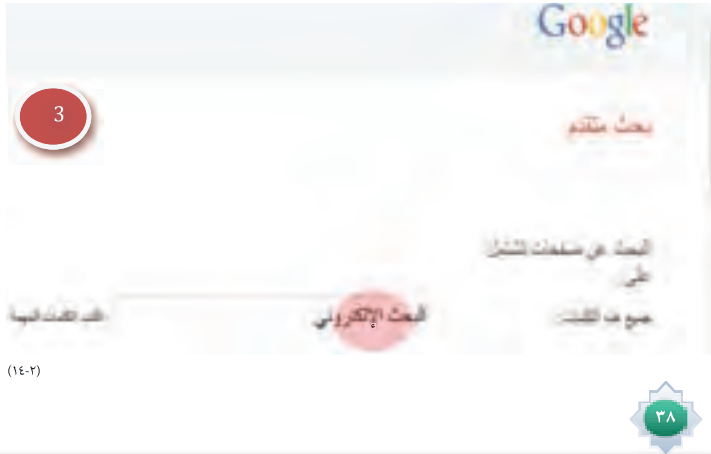 Google
3
بحث متقدم
البحث عن صفحات تشتمل
على
جميع هذه الكلمات: البحث الإلكتروني
(٢-١٤)
٣٨